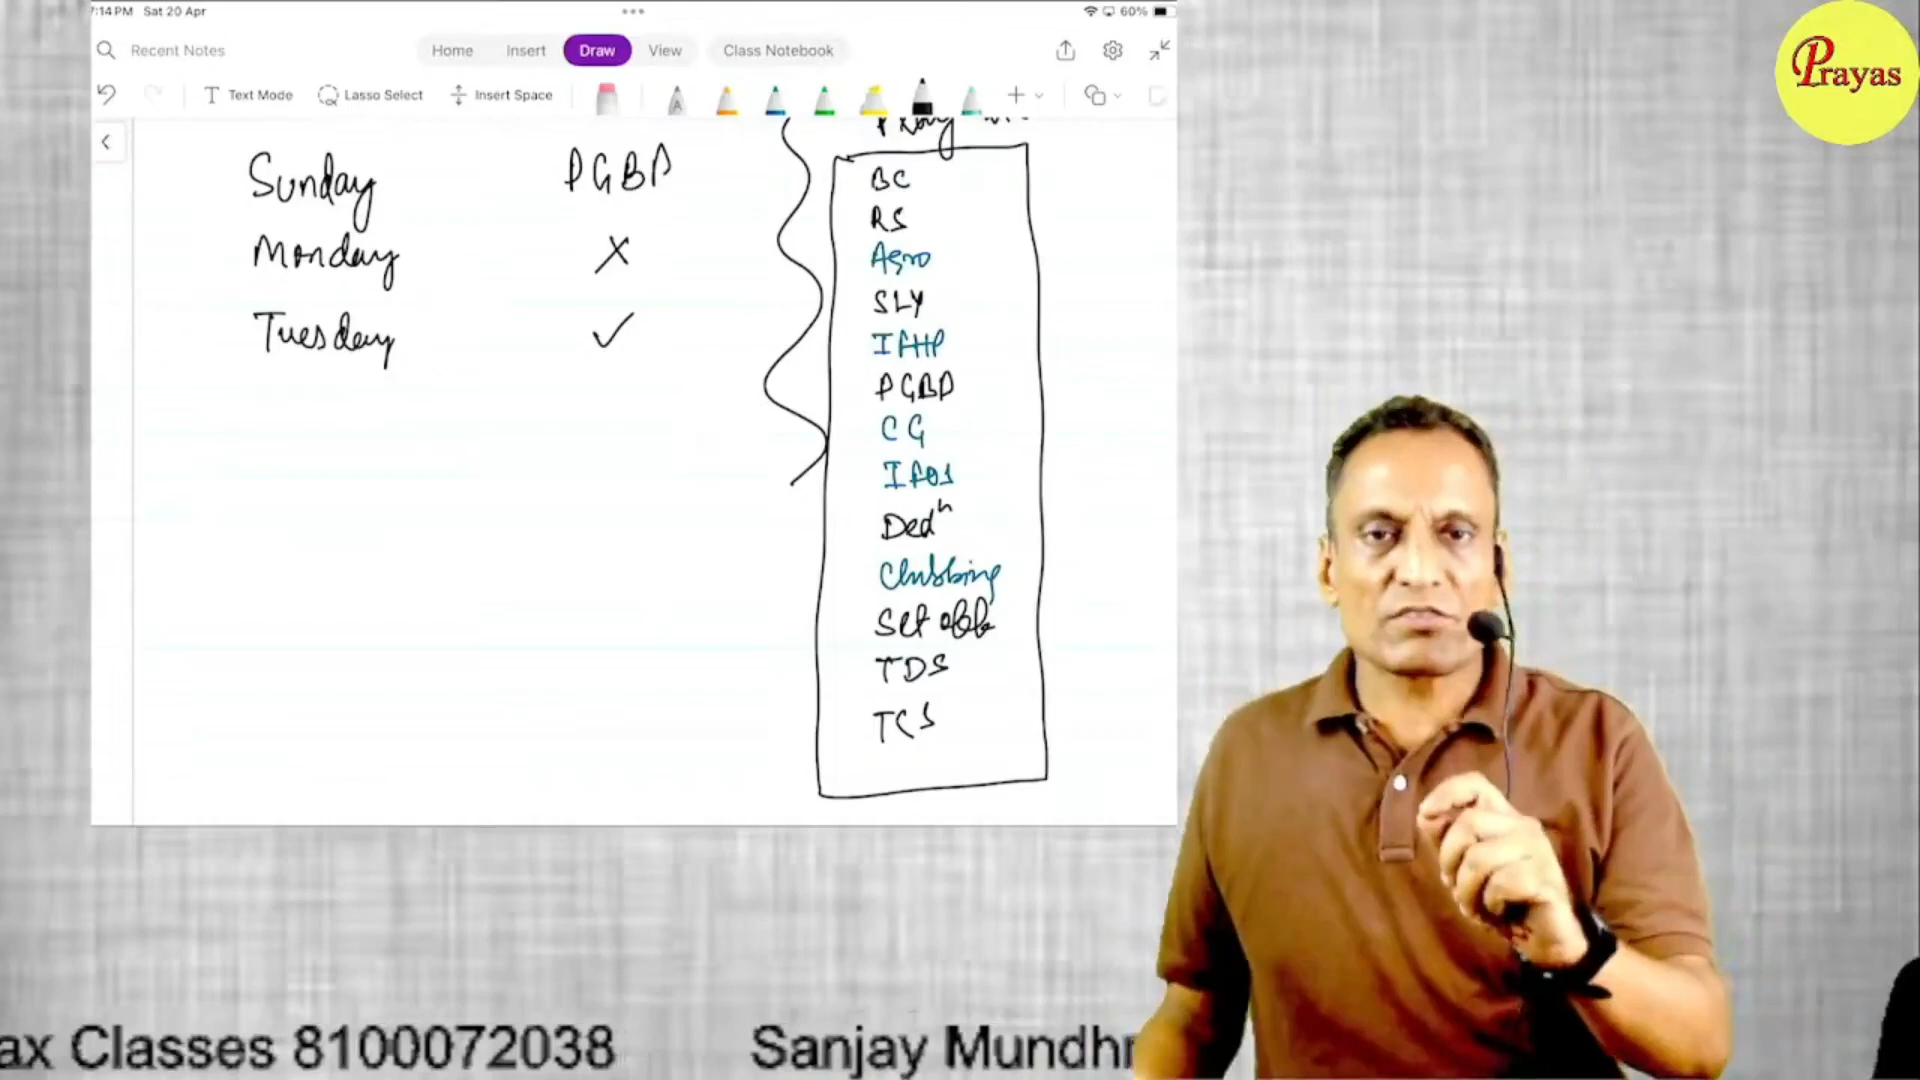 7:14 PM Sat 20 Apr
60%
Recent Notes
Home Insert Draw View Class Notebook
Text Mode Lasso Select Insert Space
Prayas
Sunday PGBP
Monday X
Tuesday ✓
BC
RS
Agro
SLY
IFHP
PGBP
CG
IFOS
Dedn
Clubbing
Set off
TDS
TCS
ax Classes 8100072038 Sanjay Mundhr